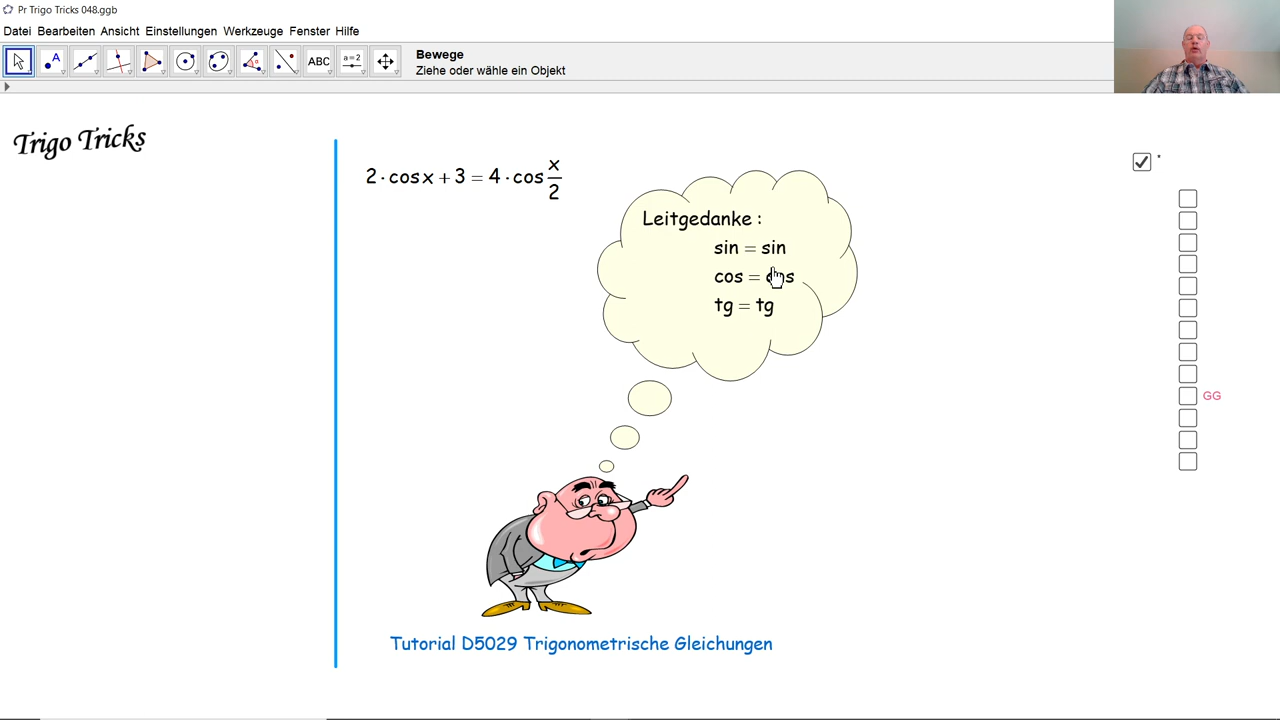 Pr Trigo Tricks 048.ggb
Datei Bearbeiten Ansicht Einstellungen Werkzeuge Fenster Hilfe
A
α
ABC
a=2
Bewege
Ziehe oder wähle ein Objekt
Trigo Tricks
2 · cos x + 3 = 4 · cos x/2
Leitgedanke :
sin = sin
cos = cos
tg = tg
GG
Tutorial D5029 Trigonometrische Gleichungen